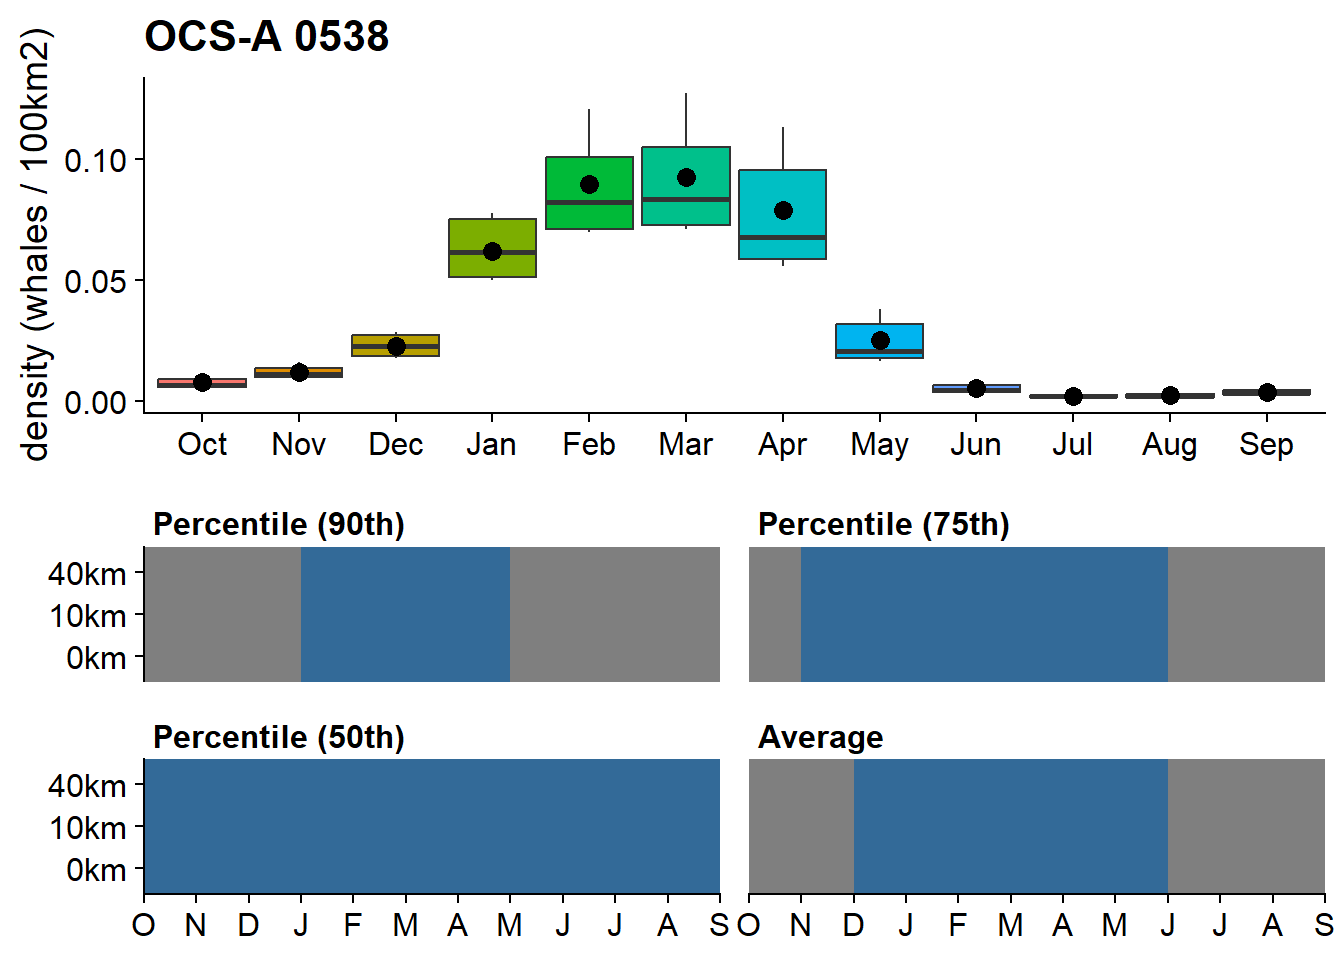 OCS-A 0538
density (whales / 100km2)
0.10
0.05
0.00
Oct Nov Dec Jan Feb Mar Apr May Jun Jul Aug Sep
Percentile (90th) Percentile (75th)
40km
10km
0km
Percentile (50th) Average
40km
10km
0km
O N D J F M A M J J A S O N D J F M A M J J A S